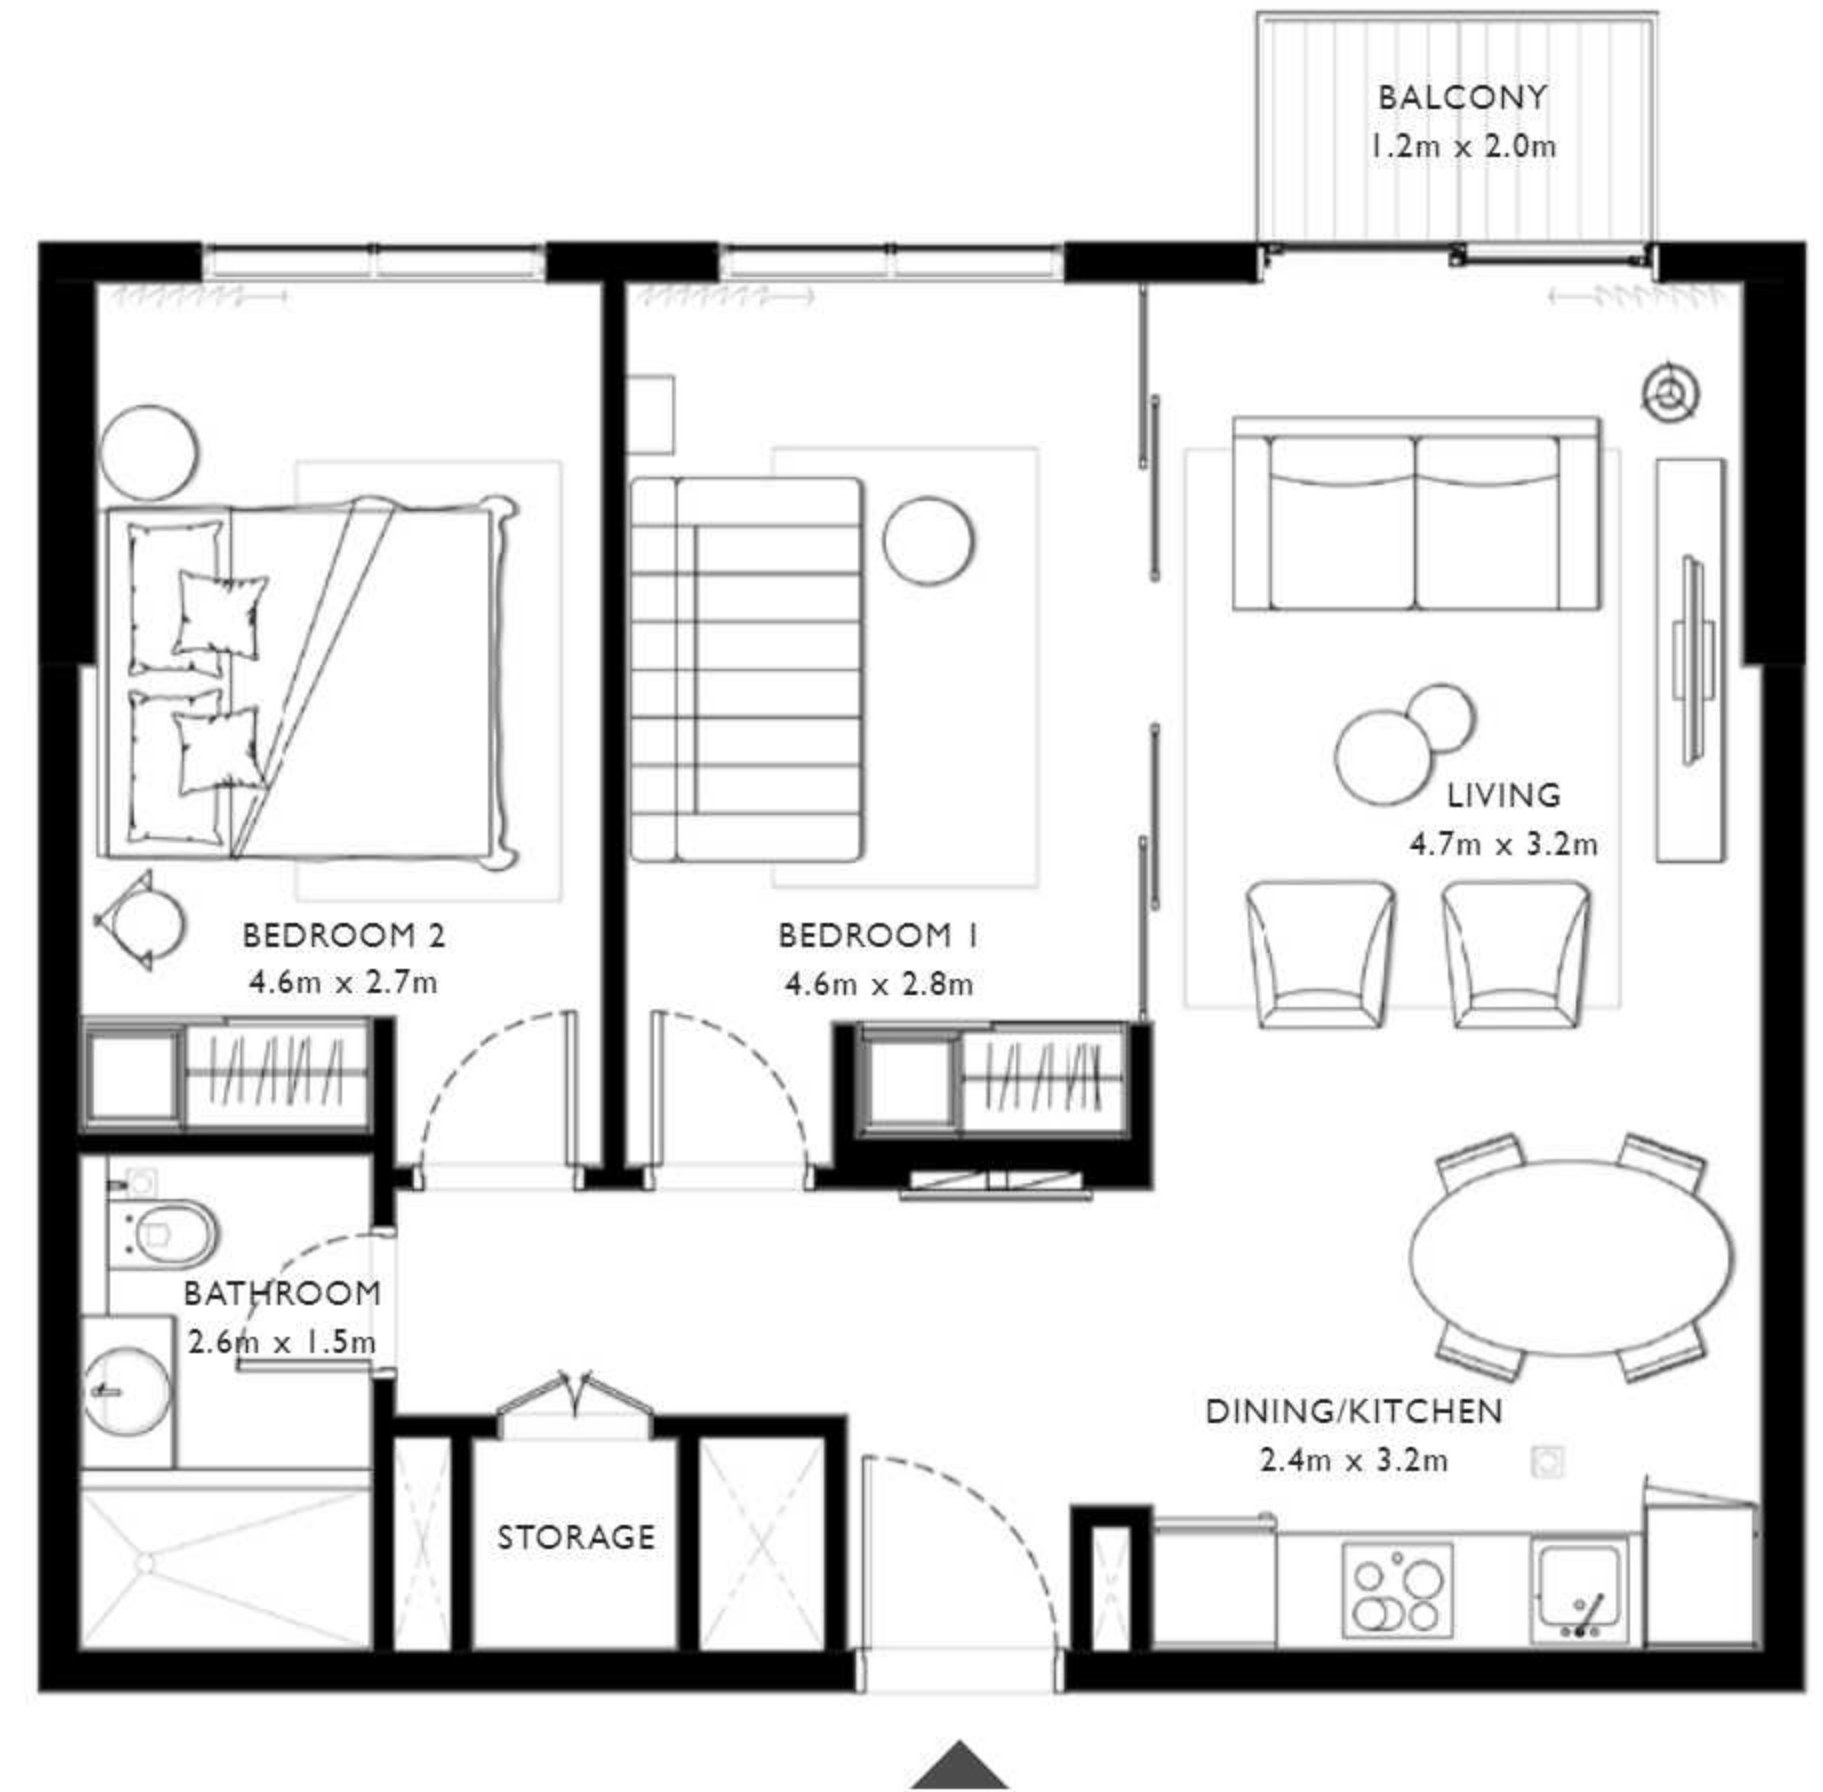 BALCONY
1.2m x 2.0m
LIVING
4.7m x 3.2m
BEDROOM 2
4.6m x 2.7m
BEDROOM 1
4.6m x 2.8m
BATHROOM
2.6m x 1.5m
DINING/KITCHEN
2.4m x 3.2m
STORAGE